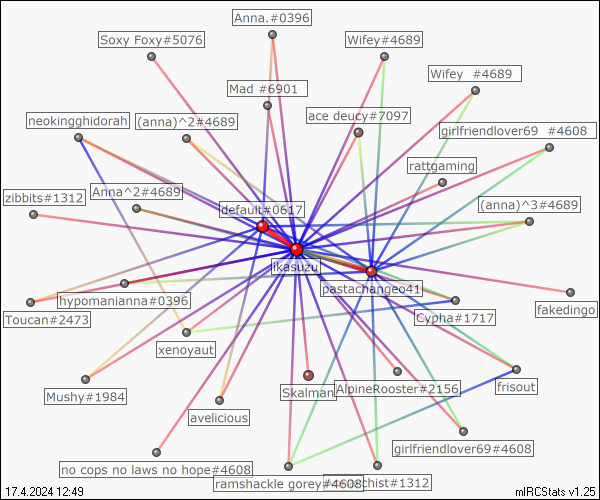 Anna.#0396
Soxy Foxy#5076
Wifey#4689
Wifey #4689
Mad #6901
neokingghidorah
(anna)^2#4689
ace deucy#7097
girlfriendlover69 #4608
rattgaming
zibbits#1312
Anna^2#4689
(anna)^3#4689
default#0617
ikasuzu
pastachangeo41
hypomanianna#0396
fakedingo
Toucan#2473
Cypha#1717
xenoyaut
Mushy#1984
Skalman
AlpineRooster#2156
frisout
avelicious
girlfriendlover69#4608
no cops no laws no hope#4608
ramshackle gorey#4608
chist#1312
17.4.2024 12:49
mIRCStats v1.25